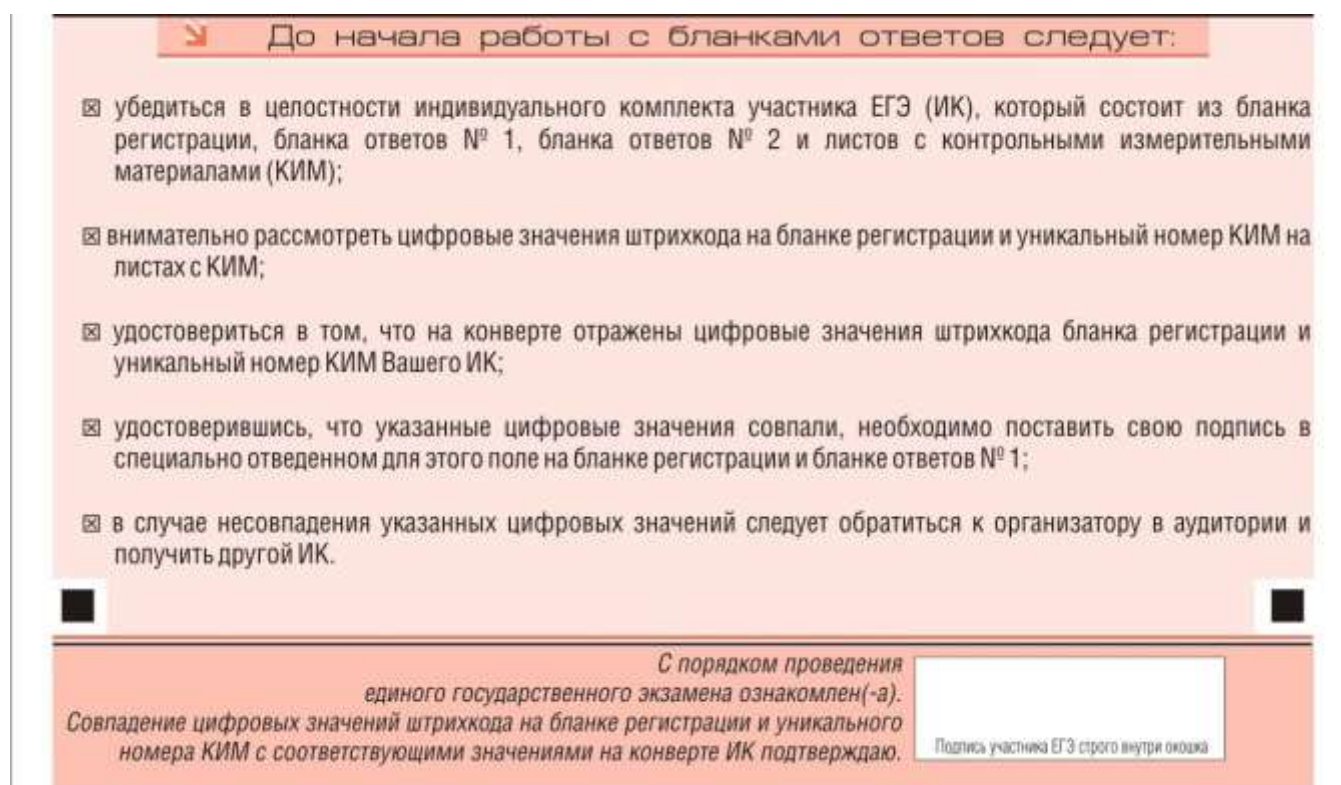 До начала работы с бланками ответов следует:
☒ убедиться в целостности индивидуального комплекта участника ЕГЭ (ИК), который состоит из бланка
регистрации, бланка ответов № 1, бланка ответов № 2 и листов с контрольными измерительными
материалами (КИМ);
☒ внимательно рассмотреть цифровые значения штрихкода на бланке регистрации и уникальный номер КИМ на
листах с КИМ;
☒ удостовериться в том, что на конверте отражены цифровые значения штрихкода бланка регистрации и
уникальный номер КИМ Вашего ИК;
☒ удостоверившись, что указанные цифровые значения совпали, необходимо поставить свою подпись в
специально отведенном для этого поле на бланке регистрации и бланке ответов № 1;
☒ в случае несовпадения указанных цифровых значений следует обратиться к организатору в аудитории и
получить другой ИК.
С порядком проведения
единого государственного экзамена ознакомлен(-а).
Совпадение цифровых значений штрихкода на бланке регистрации и уникального
номера КИМ с соответствующими значениями на конверте ИК подтверждаю.
Подпись участника ЕГЭ строго внутри окошка